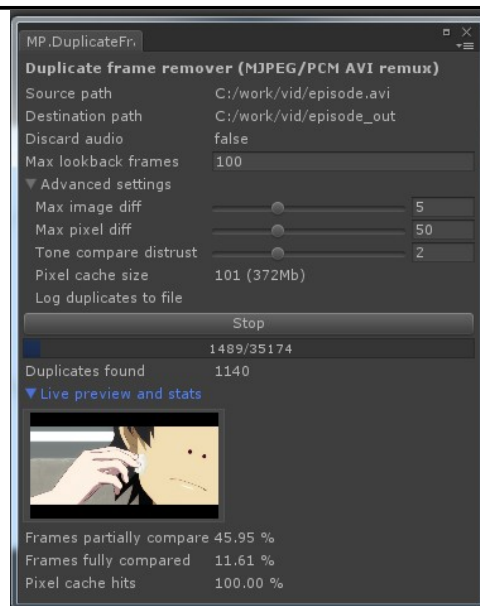 MP.DuplicateFr
Duplicate frame remover (MJPEG/PCM AVI remux)
Source path C:/work/vid/episode.avi
Destination path C:/work/vid/episode_out
Discard audio false
Max lookback frames 100
Advanced settings
Max image diff 5
Max pixel diff 50
Tone compare distrust 2
Pixel cache size 101 (372Mb)
Log duplicates to file
Stop
1489/35174
Duplicates found 1140
Live preview and stats
Frames partially compare 45.95 %
Frames fully compared 11.61 %
Pixel cache hits 100.00 %